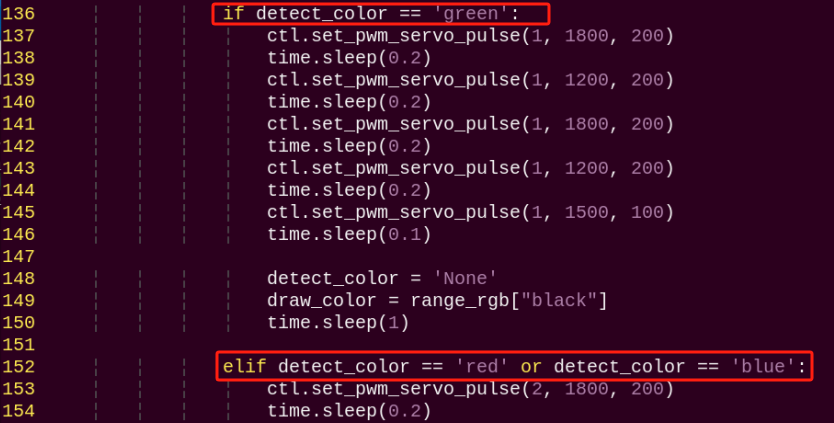 136 if detect_color == 'green':
137 ctl.set_pwm_servo_pulse(1, 1800, 200)
138 time.sleep(0.2)
139 ctl.set_pwm_servo_pulse(1, 1200, 200)
140 time.sleep(0.2)
141 ctl.set_pwm_servo_pulse(1, 1800, 200)
142 time.sleep(0.2)
143 ctl.set_pwm_servo_pulse(1, 1200, 200)
144 time.sleep(0.2)
145 ctl.set_pwm_servo_pulse(1, 1500, 100)
146 time.sleep(0.1)
147
148 detect_color = 'None'
149 draw_color = range_rgb["black"]
150 time.sleep(1)
151
152 elif detect_color == 'red' or detect_color == 'blue':
153 ctl.set_pwm_servo_pulse(2, 1800, 200)
154 time.sleep(0.2)